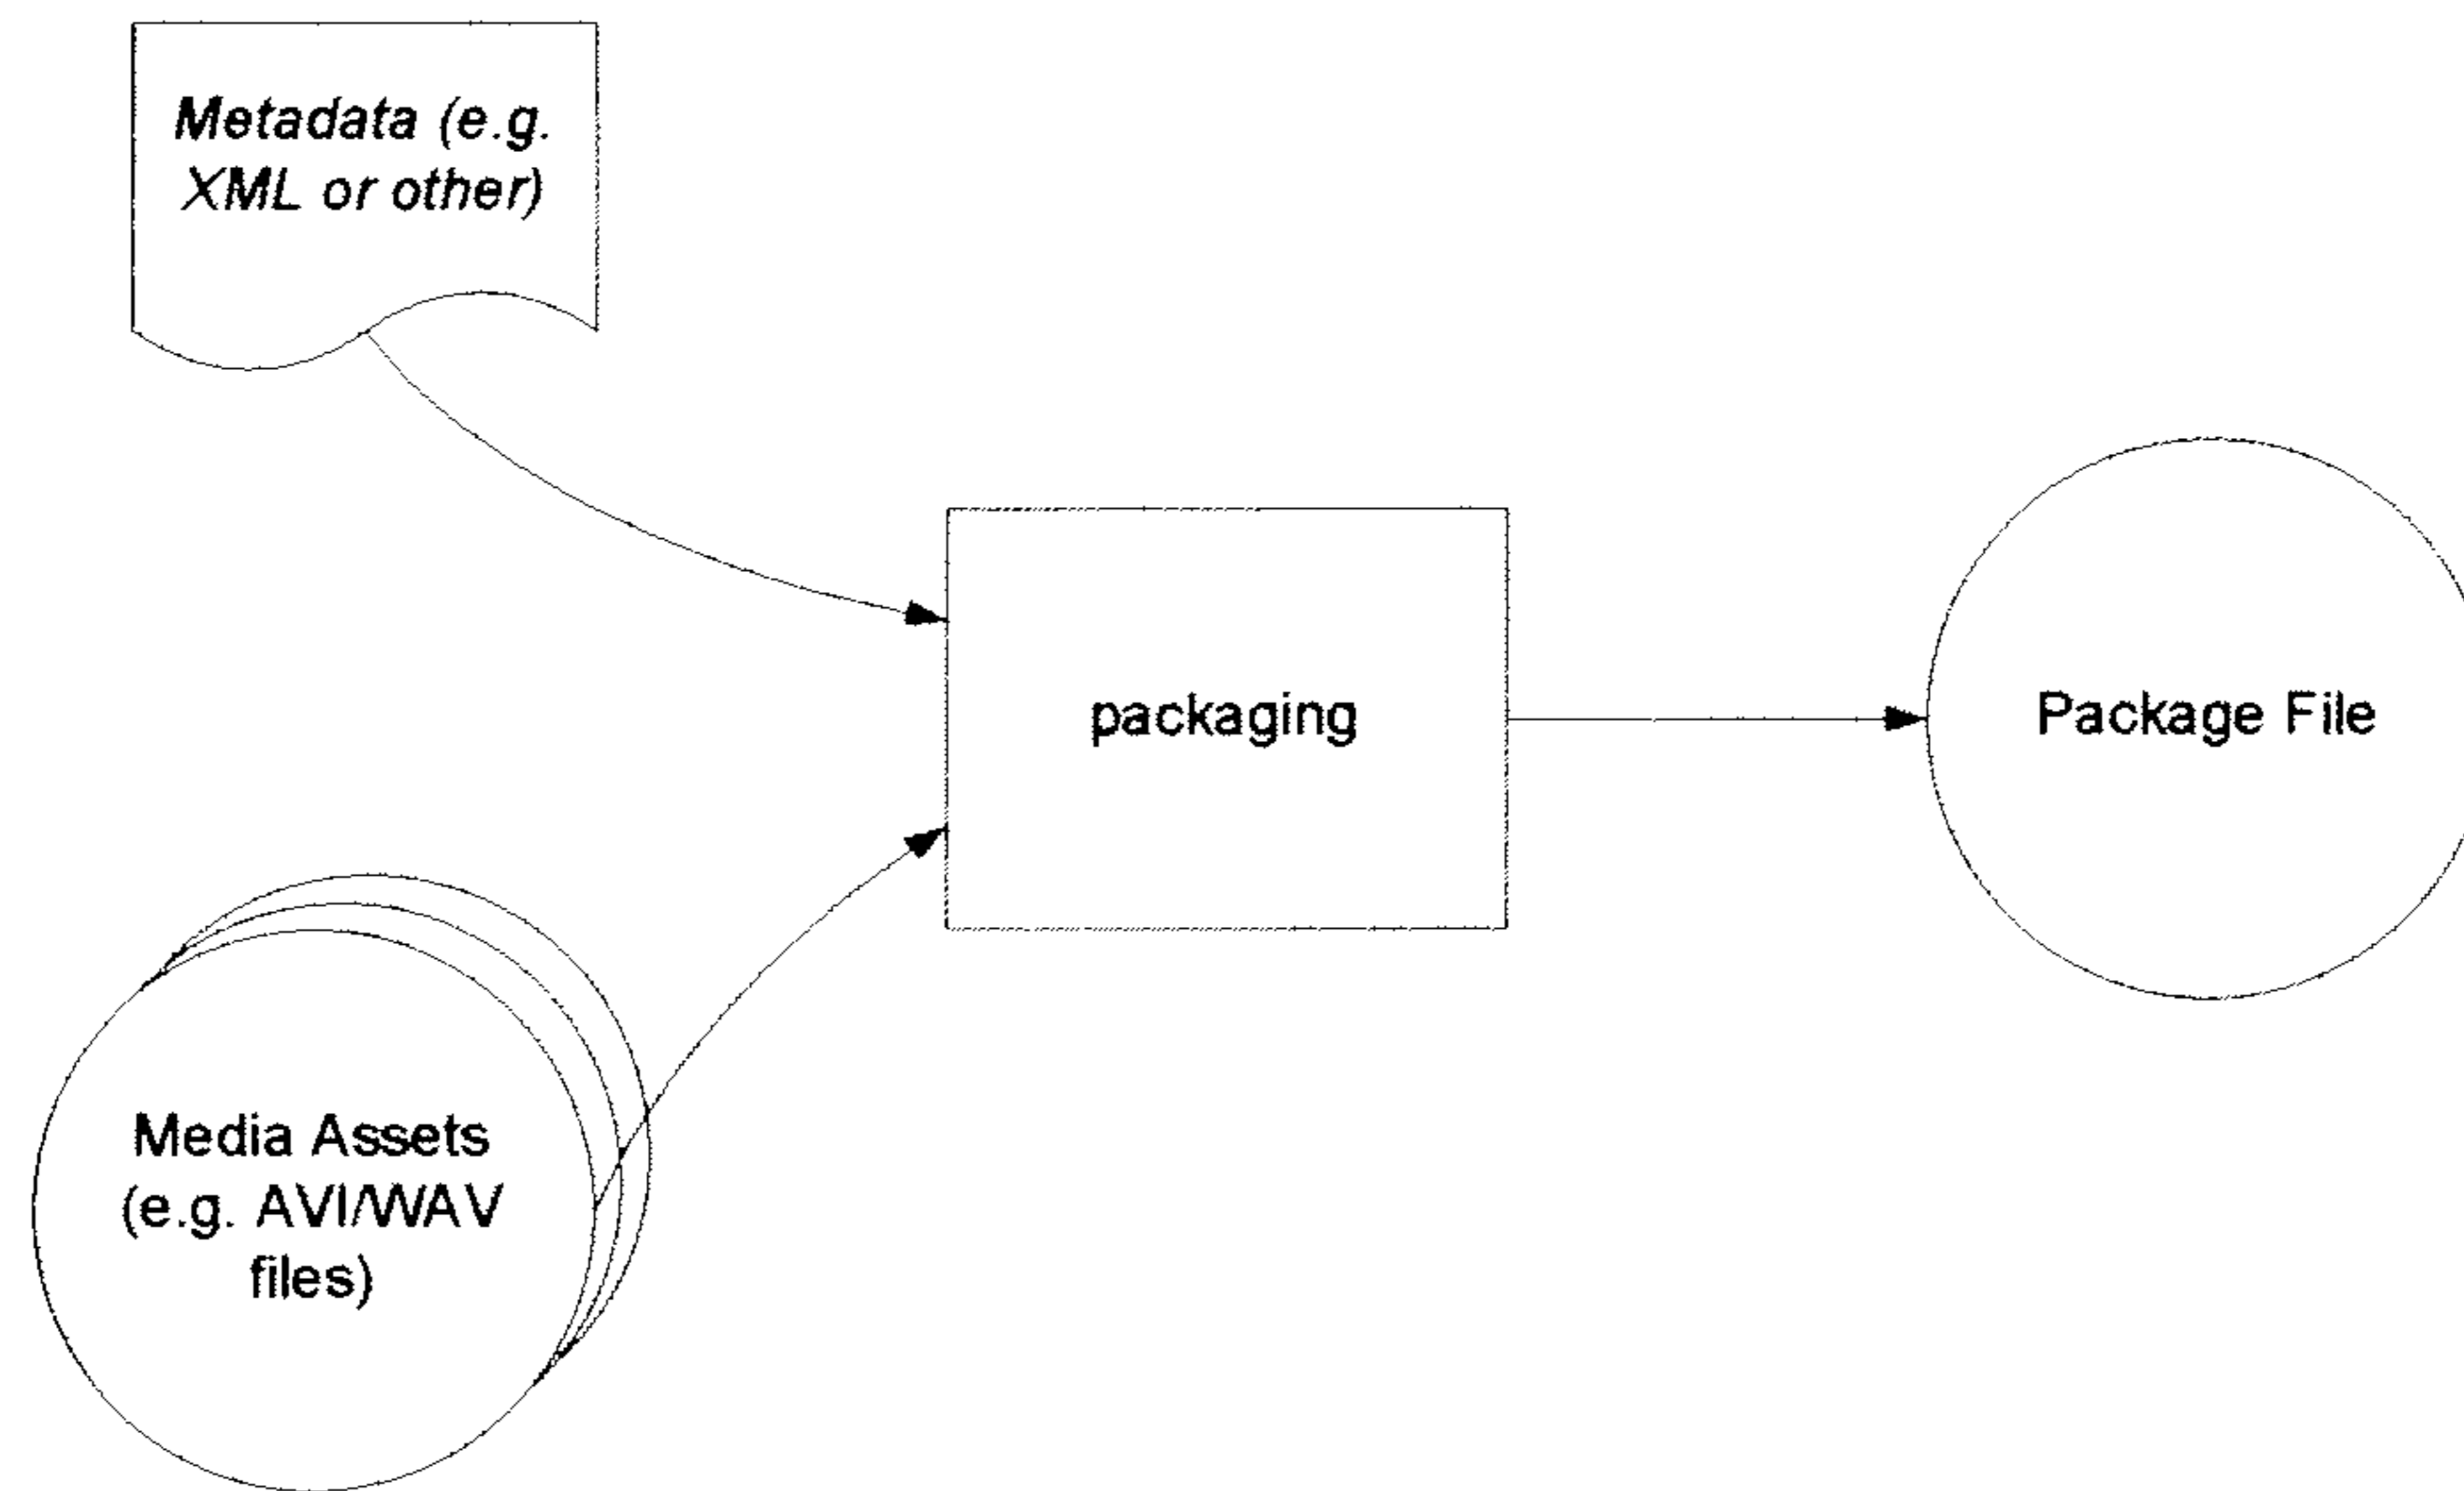 Metadata (e.g.
XML or other)
packaging
Package File
Media Assets
(e.g. AVI/WAV
files)